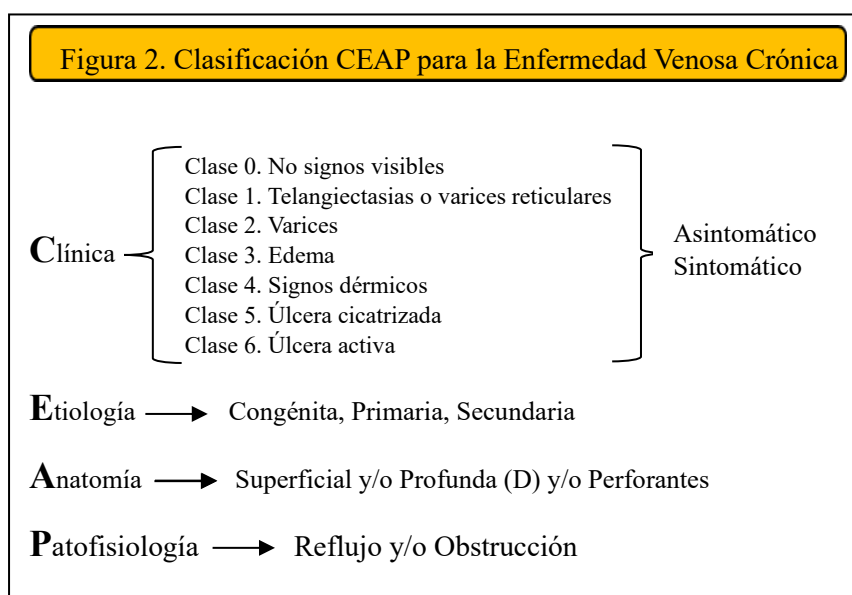 Figura 2. Clasificación CEAP para la Enfermedad Venosa Crónica
Clínica
Clase 0. No signos visibles
Clase 1. Telangiectasias o varices reticulares
Clase 2. Varices
Clase 3. Edema
Clase 4. Signos dérmicos
Clase 5. Úlcera cicatrizada
Clase 6. Úlcera activa
Asintomático
Sintomático
Etiología Congénita, Primaria, Secundaria
Anatomía Superficial y/o Profunda (D) y/o Perforantes
Patofisiología Reflujo y/o Obstrucción